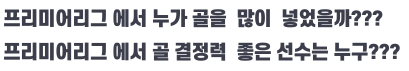 프리미어리그 에서 누가 골을 많이 넣었을까???
프리미어리그 에서 골 결정력 좋은 선수는 누구???